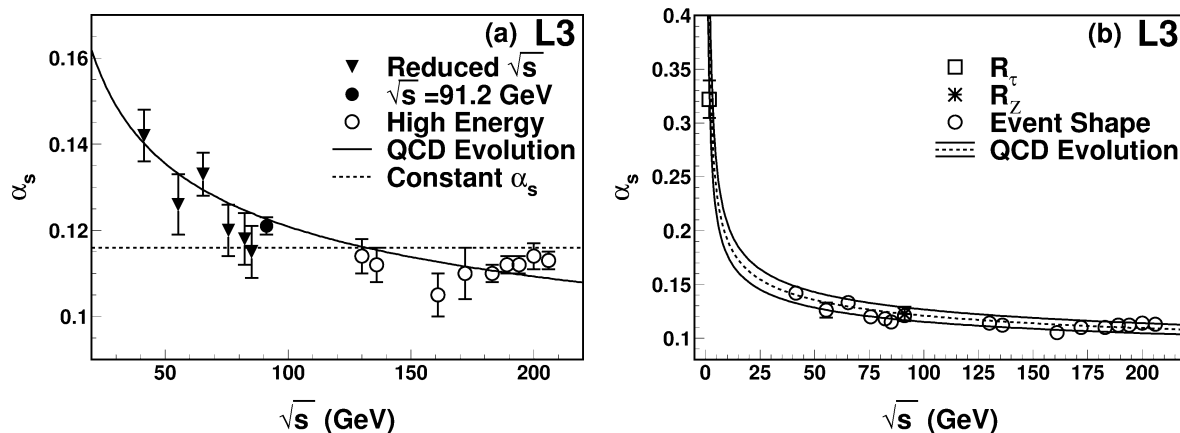 (a) L3
Reduced √s
√s =91.2 GeV
High Energy
QCD Evolution
Constant αs
αs
0.16
0.14
0.12
0.1
50 100 150 200
√s (GeV)
(b) L3
Rτ
RZ
Event Shape
QCD Evolution
αs
0.4
0.35
0.3
0.25
0.2
0.15
0.1
0 25 50 75 100 125 150 175 200
√s (GeV)